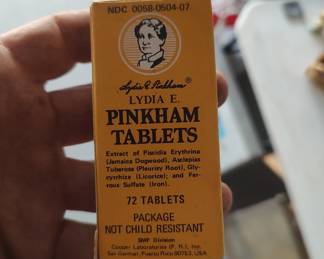 NDC 0058-0504-07
Lydia E. Pinkham®
LYDIA E.
PINKHAM
TABLETS
Extract of Piscidia Erythrina
(Jamaica Dogwood), Asclepias
Tuberosa (Pleurisy Root), Gly-
cyrrhiza (Licorice); and Fer-
rous Sulfate (Iron).
72 TABLETS
PACKAGE
NOT CHILD RESISTANT
SMP Division
Cooper Laboratories (P. R.), Inc.
San German, Puerto Rico 00753, USA